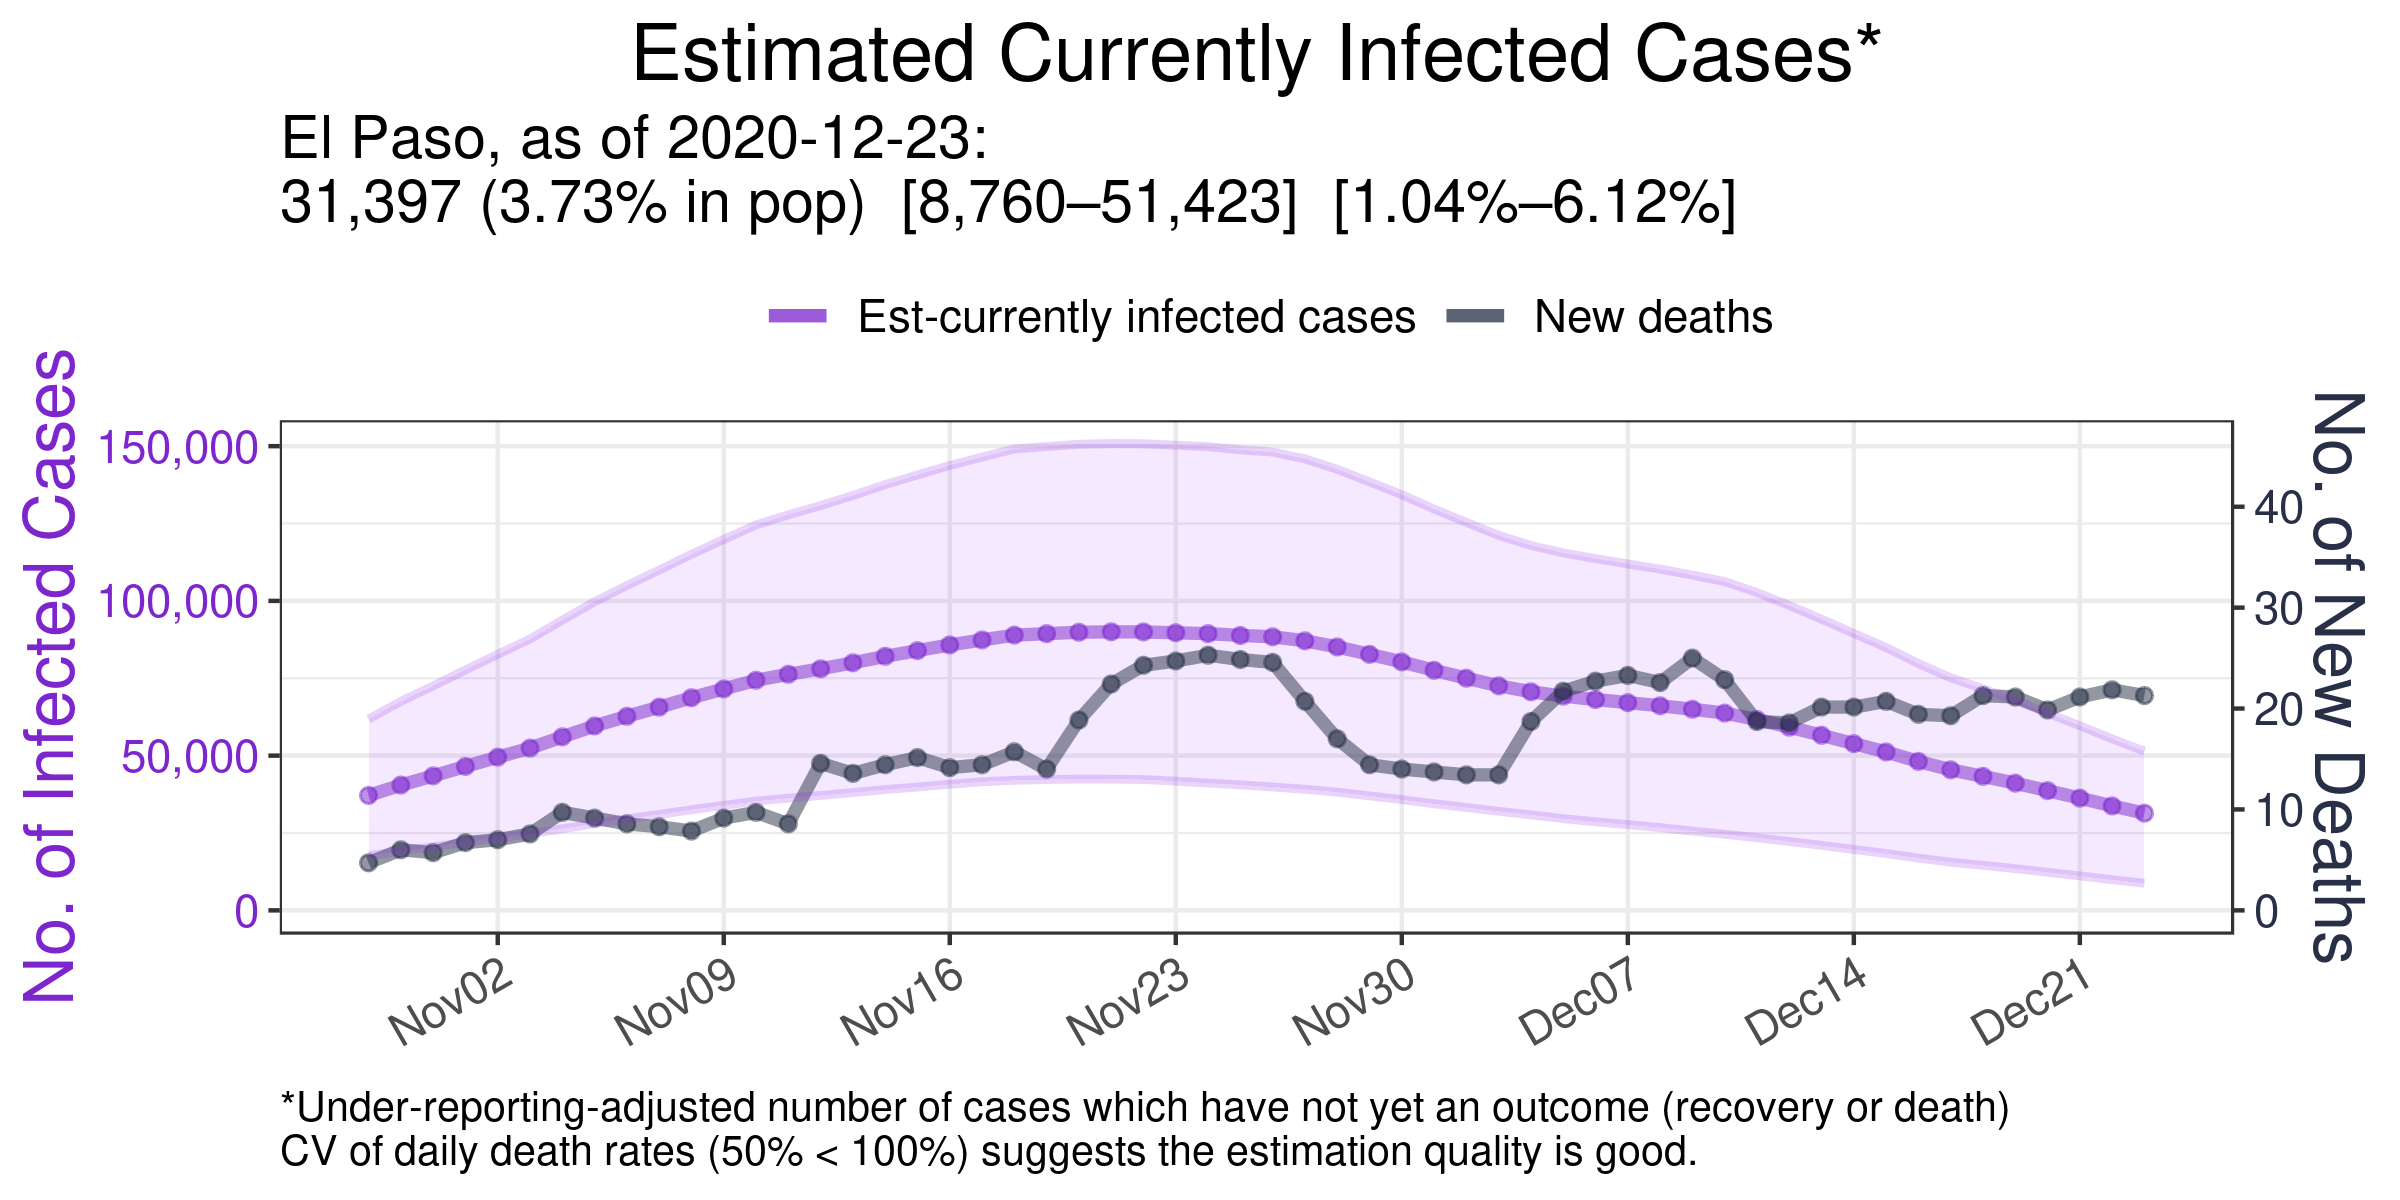 Estimated Currently Infected Cases*
El Paso, as of 2020-12-23:
31,397 (3.73% in pop)  [8,760–51,423]  [1.04%–6.12%]
Est-currently infected cases
New deaths
No. of Infected Cases
150,000
100,000
50,000
0
40
30
20
10
0
No. of New Deaths
Nov02
Nov09
Nov16
Nov23
Nov30
Dec07
Dec14
Dec21
*Under-reporting-adjusted number of cases which have not yet an outcome (recovery or death)
CV of daily death rates (50% < 100%) suggests the estimation quality is good.